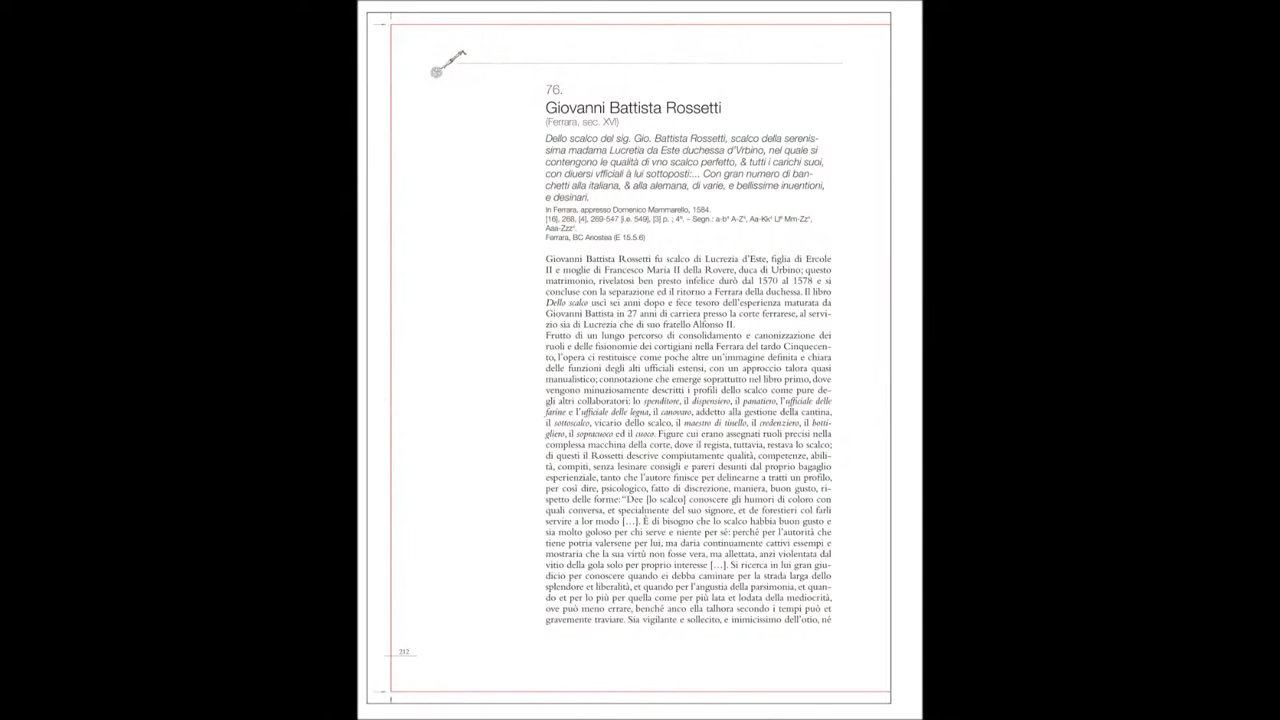 76.
Giovanni Battista Rossetti
(Ferrara, sec. XVI)
Dello scalco del sig. Gio. Battista Rossetti, scalco della serenis-
sima madama Lucretia da Este duchessa d'Vrbino, nel quale si
contengono le qualità di vno scalco perfetto, & tutti i carichi suoi,
con diuersi vfficiali à lui sottoposti:... Con gran numero di ban-
chetti alla italiana, & alla alemana, di varie, e bellissime inuentioni,
e desinari.
In Ferrara, appresso Domenico Mammarello, 1584.
[16], 268, [4], 269-547 [i.e. 549], [3] p. ; 4º. – Segn.: a-b⁴ A-Z⁶, Aa-Kk⁴ Ll⁶ Mm-Zz⁴,
Aaa-Zzz⁴.
Ferrara, BC Ariostea (E 15.5.6)
Giovanni Battista Rossetti fu scalco di Lucrezia d'Este, figlia di Ercole
II e moglie di Francesco Maria II della Rovere, duca di Urbino; questo
matrimonio, rivelatosi ben presto infelice durò dal 1570 al 1578 e si
concluse con la separazione ed il ritorno a Ferrara della duchessa. Il libro
Dello scalco uscì sei anni dopo e fece tesoro dell'esperienza maturata da
Giovanni Battista in 27 anni di carriera presso la corte ferrarese, al servi-
zio sia di Lucrezia che di suo fratello Alfonso II.
Frutto di un lungo percorso di consolidamento e canonizzazione dei
ruoli e delle fisionomie dei cortigiani nella Ferrara del tardo Cinquecen-
to, l'opera ci restituisce come poche altre un'immagine definita e chiara
delle funzioni degli alti ufficiali estensi, con un approccio talora quasi
manualistico; connotazione che emerge soprattutto nel libro primo, dove
vengono minuziosamente descritti i profili dello scalco come pure de-
gli altri collaboratori: lo spenditore, il dispensiero, il panatiero, l'ufficiale delle
farine e l'ufficiale delle legna, il canovaro, addetto alla gestione della cantina,
il sottoscalco, vicario dello scalco, il maestro di tinello, il credenziero, il botti-
gliero, il sopracuoco ed il cuoco. Figure cui erano assegnati ruoli precisi nella
complessa macchina della corte, dove il regista, tuttavia, restava lo scalco;
di questi il Rossetti descrive compiutamente qualità, competenze, abili-
tà, compiti, senza lesinare consigli e pareri desunti dal proprio bagaglio
esperienziale, tanto che l'autore finisce per delinearne a tratti un profilo,
per così dire, psicologico, fatto di discrezione, maniera, buon gusto, ri-
spetto delle forme: "Dee [lo scalco] conoscere gli humori di coloro con
quali conversa, et specialmente del suo signore, et de forestieri col farli
servire a lor modo [...]. È di bisogno che lo scalco habbia buon gusto e
sia molto goloso per chi serve e niente per sé: perché per l'autorità che
tiene potria valersene per lui, ma daria continuamente cattivi essempi e
mostraria che la sua virtù non fosse vera, ma allettata, anzi violentata dal
vitio della gola solo per proprio interesse [...]. Si ricerca in lui gran giu-
dicio per conoscere quando ei debba caminare per la strada larga dello
splendore et liberalità, et quando per l'angustia della parsimonia, et quan-
do et per lo più per quella come per più lata et lodata della mediocrità,
ove può meno errare, benché anco ella talhora secondo i tempi può et
gravemente traviare. Sia vigilante e sollecito, e inimicissimo dell'otio, nè
212